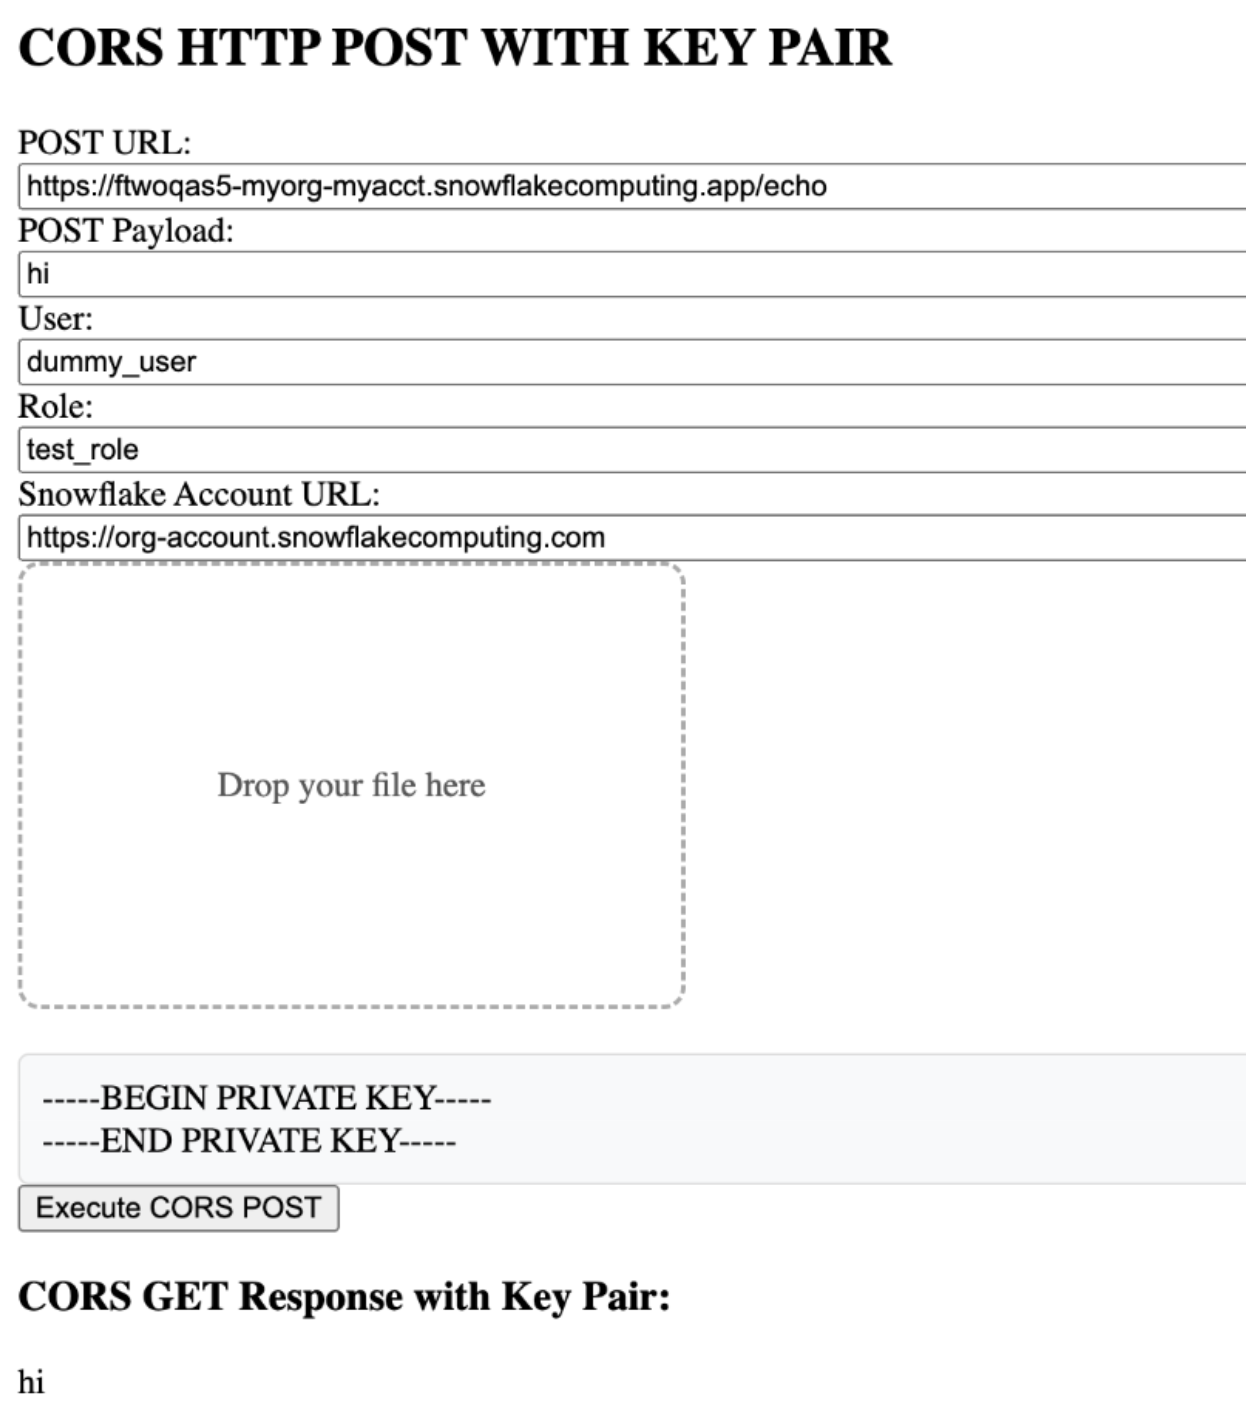 CORS HTTP POST WITH KEY PAIR
POST URL:
https://ftwoqas5-myorg-myacct.snowflakecomputing.app/echo
POST Payload:
hi
User:
dummy_user
Role:
test_role
Snowflake Account URL:
https://org-account.snowflakecomputing.com
Drop your file here
-----BEGIN PRIVATE KEY-----
-----END PRIVATE KEY-----
Execute CORS POST
CORS GET Response with Key Pair:
hi